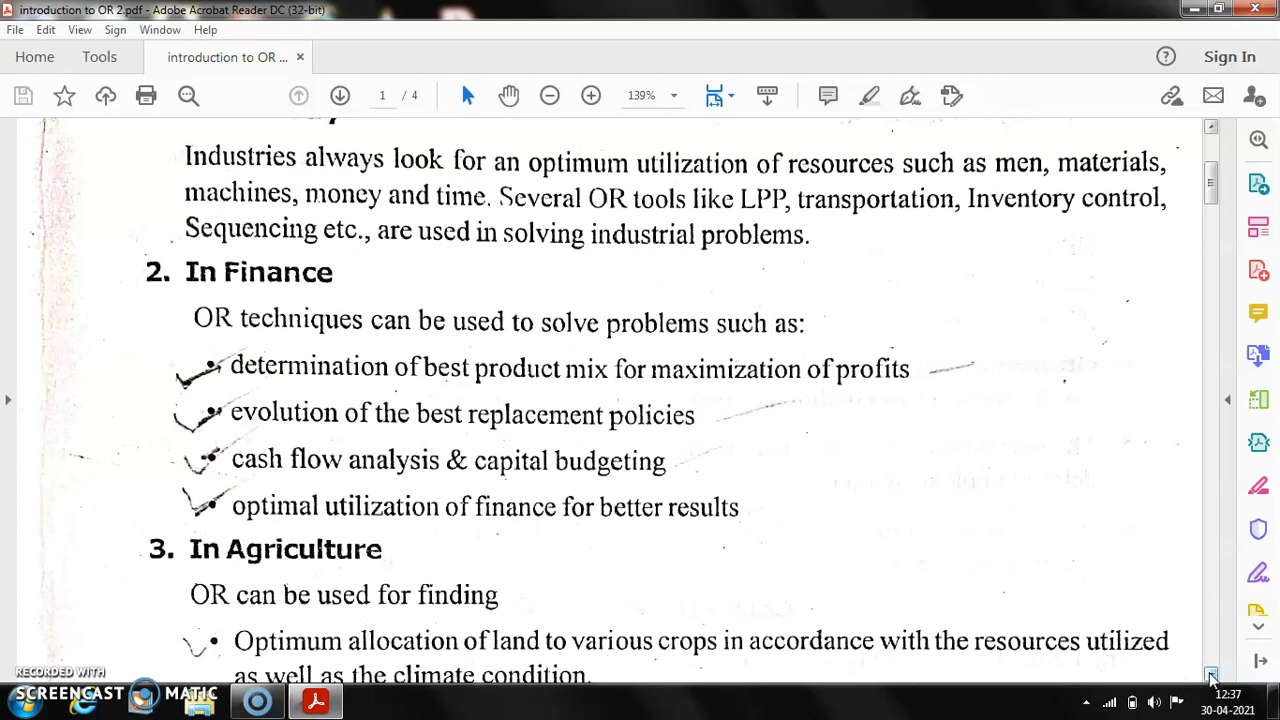 introduction to OR 2.pdf - Adobe Acrobat Reader DC (32-bit)
File Edit View Sign Window Help
Home Tools introduction to OR ... × Sign In
1 / 4 139%
Industries always look for an optimum utilization of resources such as men, materials,
machines, money and time. Several OR tools like LPP, transportation, Inventory control,
Sequencing etc., are used in solving industrial problems.
2. In Finance
OR techniques can be used to solve problems such as:
• determination of best product mix for maximization of profits
• evolution of the best replacement policies
• cash flow analysis & capital budgeting
• optimal utilization of finance for better results
3. In Agriculture
OR can be used for finding
• Optimum allocation of land to various crops in accordance with the resources utilized
as well as the climate condition.
RECORDED WITH
SCREENCAST MATIC
12:37
30-04-2021